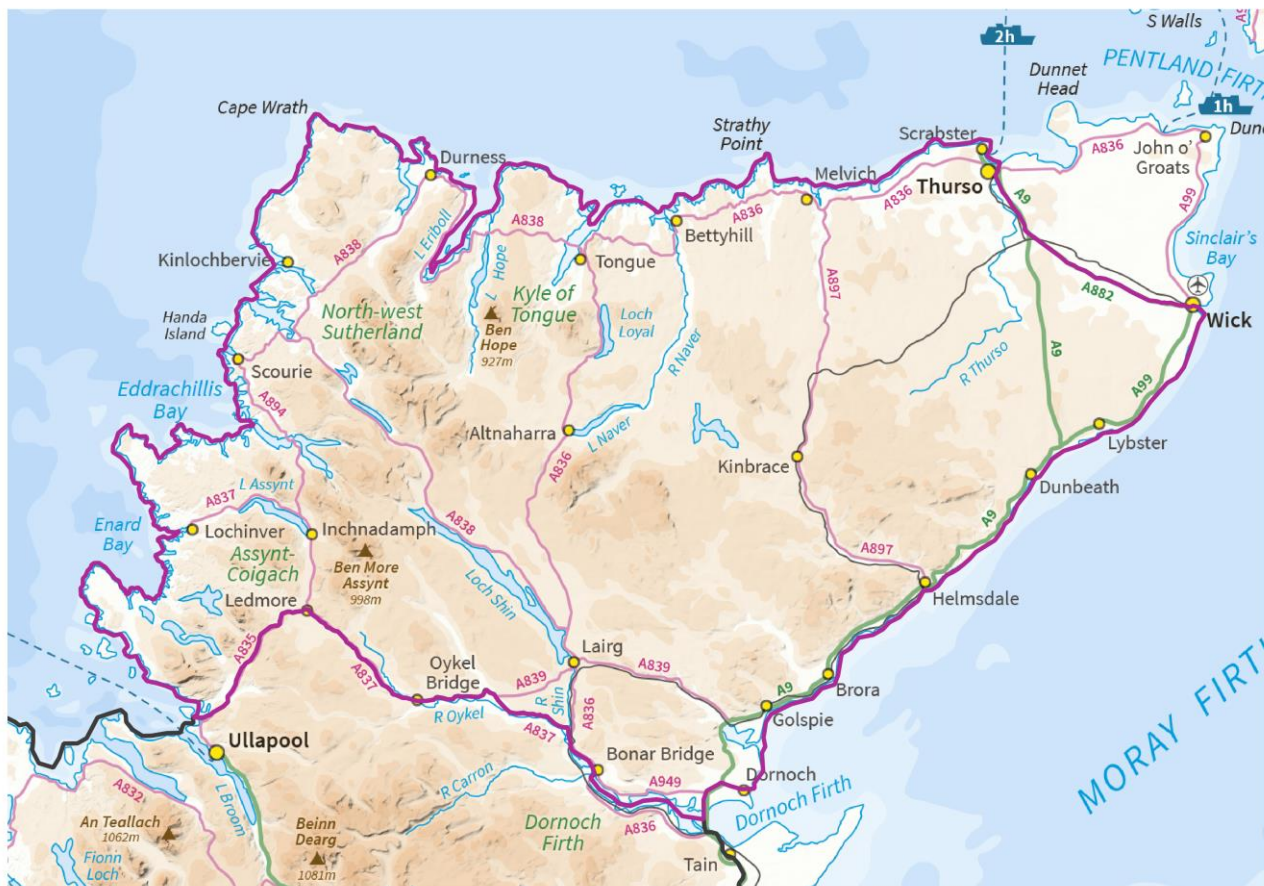 S Walls
2h
PENTLAND FIRTH
Dunnet
Head
1h
Cape Wrath
Strathy
Point
Scrabster
A836
John o'
Groats
Durness
Melvich
Thurso
A836
A9
A99
A838
L Eriboll
A838
A836
Bettyhill
Sinclair's
Bay
Kinlochbervie
L Hope
Tongue
A897
A882
Handa
Island
North-west
Sutherland
Kyle of
Tongue
Ben
Hope
927m
Loch
Loyal
R Naver
R Thurso
Wick
A9
Scourie
A99
Eddrachillis
Bay
A894
Altnaharra
L Naver
Lybster
Kinbrace
A836
Dunbeath
L Assynt
A837
A838
A9
Enard
Bay
Lochinver
Inchnadamph
Assynt-
Coigach
Ben More
Assynt
998m
A897
Loch Shin
Helmsdale
Ledmore
A835
A837
Oykel
Bridge
A839
Lairg
A839
R
Shin
A836
A9
Brora
R Oykel
A837
Golspie
Ullapool
Bonar Bridge
MORAY FIRTH
R Carron
A949
Dornoch
A832
L Broom
Dornoch Firth
An Teallach
1062m
Beinn
Dearg
1081m
Dornoch
Firth
A836
Tain
Fionn
Loch